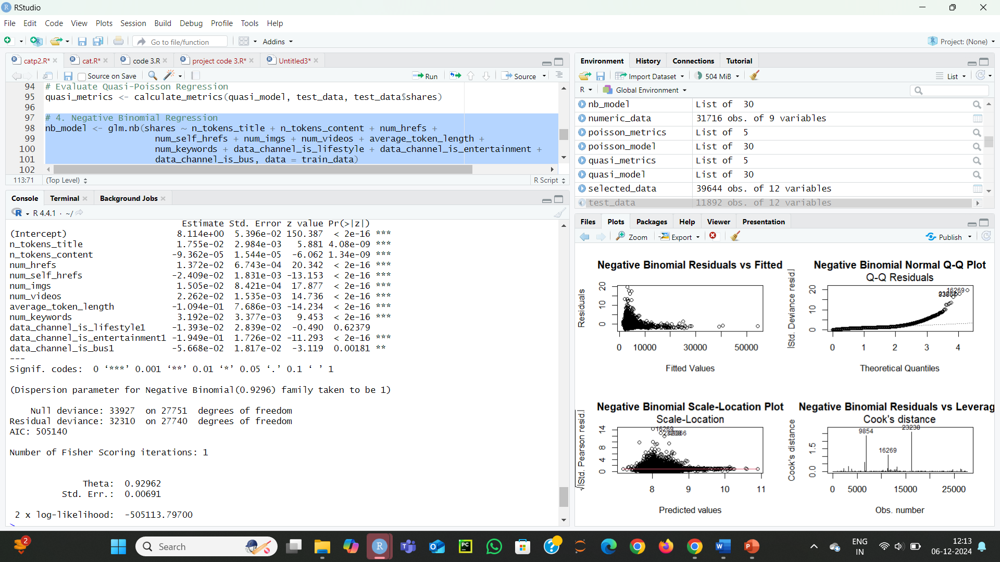 RStudio
File Edit Code View Plots Session Build Debug Profile Tools Help
Go to file/function Addins Project: (None)
catp2.R* cat.R* code 3.R project code 3.R* Untitled3*
Source on Save Run Source
94 # Evaluate Quasi-Poisson Regression
95 quasi_metrics <- calculate_metrics(quasi_model, test_data, test_data$shares)
96
97 # 4. Negative Binomial Regression
98 nb_model <- glm.nb(shares ~ n_tokens_title + n_tokens_content + num_hrefs +
99 num_self_hrefs + num_imgs + num_videos + average_token_length +
100 num_keywords + data_channel_is_lifestyle + data_channel_is_entertainment +
101 data_channel_is_bus, data = train_data)
102
113:71 (Top Level) R Script
Console Terminal Background Jobs
R 4.4.1 · ~/
Estimate Std. Error z value Pr(>|z|)
(Intercept) 8.114e+00 5.396e-02 150.387 < 2e-16 ***
n_tokens_title 1.755e-02 2.984e-03 5.881 4.08e-09 ***
n_tokens_content -9.362e-05 1.544e-05 -6.062 1.34e-09 ***
num_hrefs 1.372e-02 6.743e-04 20.342 < 2e-16 ***
num_self_hrefs -2.409e-02 1.831e-03 -13.153 < 2e-16 ***
num_imgs 1.505e-02 8.421e-04 17.877 < 2e-16 ***
num_videos 2.262e-02 1.535e-03 14.736 < 2e-16 ***
average_token_length -1.094e-01 7.686e-03 -14.234 < 2e-16 ***
num_keywords 3.192e-02 3.377e-03 9.453 < 2e-16 ***
data_channel_is_lifestyle1 -1.393e-02 2.839e-02 -0.490 0.62379
data_channel_is_entertainment1 -1.949e-01 1.726e-02 -11.293 < 2e-16 ***
data_channel_is_bus1 -5.668e-02 1.817e-02 -3.119 0.00181 **
---
Signif. codes: 0 ‘***’ 0.001 ‘**’ 0.01 ‘*’ 0.05 ‘.’ 0.1 ‘ ’ 1
(Dispersion parameter for Negative Binomial(0.9296) family taken to be 1)
Null deviance: 33927 on 27751 degrees of freedom
Residual deviance: 32310 on 27740 degrees of freedom
AIC: 505140
Number of Fisher Scoring iterations: 1
Theta: 0.92962
Std. Err.: 0.00691
2 x log-likelihood: -505113.79700
Environment History Connections Tutorial
Import Dataset 504 MiB List
R Global Environment
nb_model List of 30
numeric_data 31716 obs. of 9 variables
poisson_metrics List of 5
poisson_model List of 30
quasi_metrics List of 5
quasi_model List of 30
selected_data 39644 obs. of 12 variables
test_data 11892 obs. of 12 variables
Files Plots Packages Help Viewer Presentation
Zoom Export Publish
Negative Binomial Residuals vs Fitted
Residuals
0 10 20
0 10000 30000 50000
Fitted Values
Negative Binomial Normal Q-Q Plot
Q-Q Residuals
|Std. Deviance resid.|
0 10 20
16269
0 1 2 3 4
Theoretical Quantiles
Negative Binomial Scale-Location Plot
Scale-Location
√|Std. Pearson resid.|
0 4 8 14
16269
8 9 10 11
Predicted values
Negative Binomial Residuals vs Leverag
Cook's distance
Cook's distance
0.0 1.5
9854 23230
16269
0 5000 15000 25000
Obs. number
2 Search ENG
IN
12:13
06-12-2024